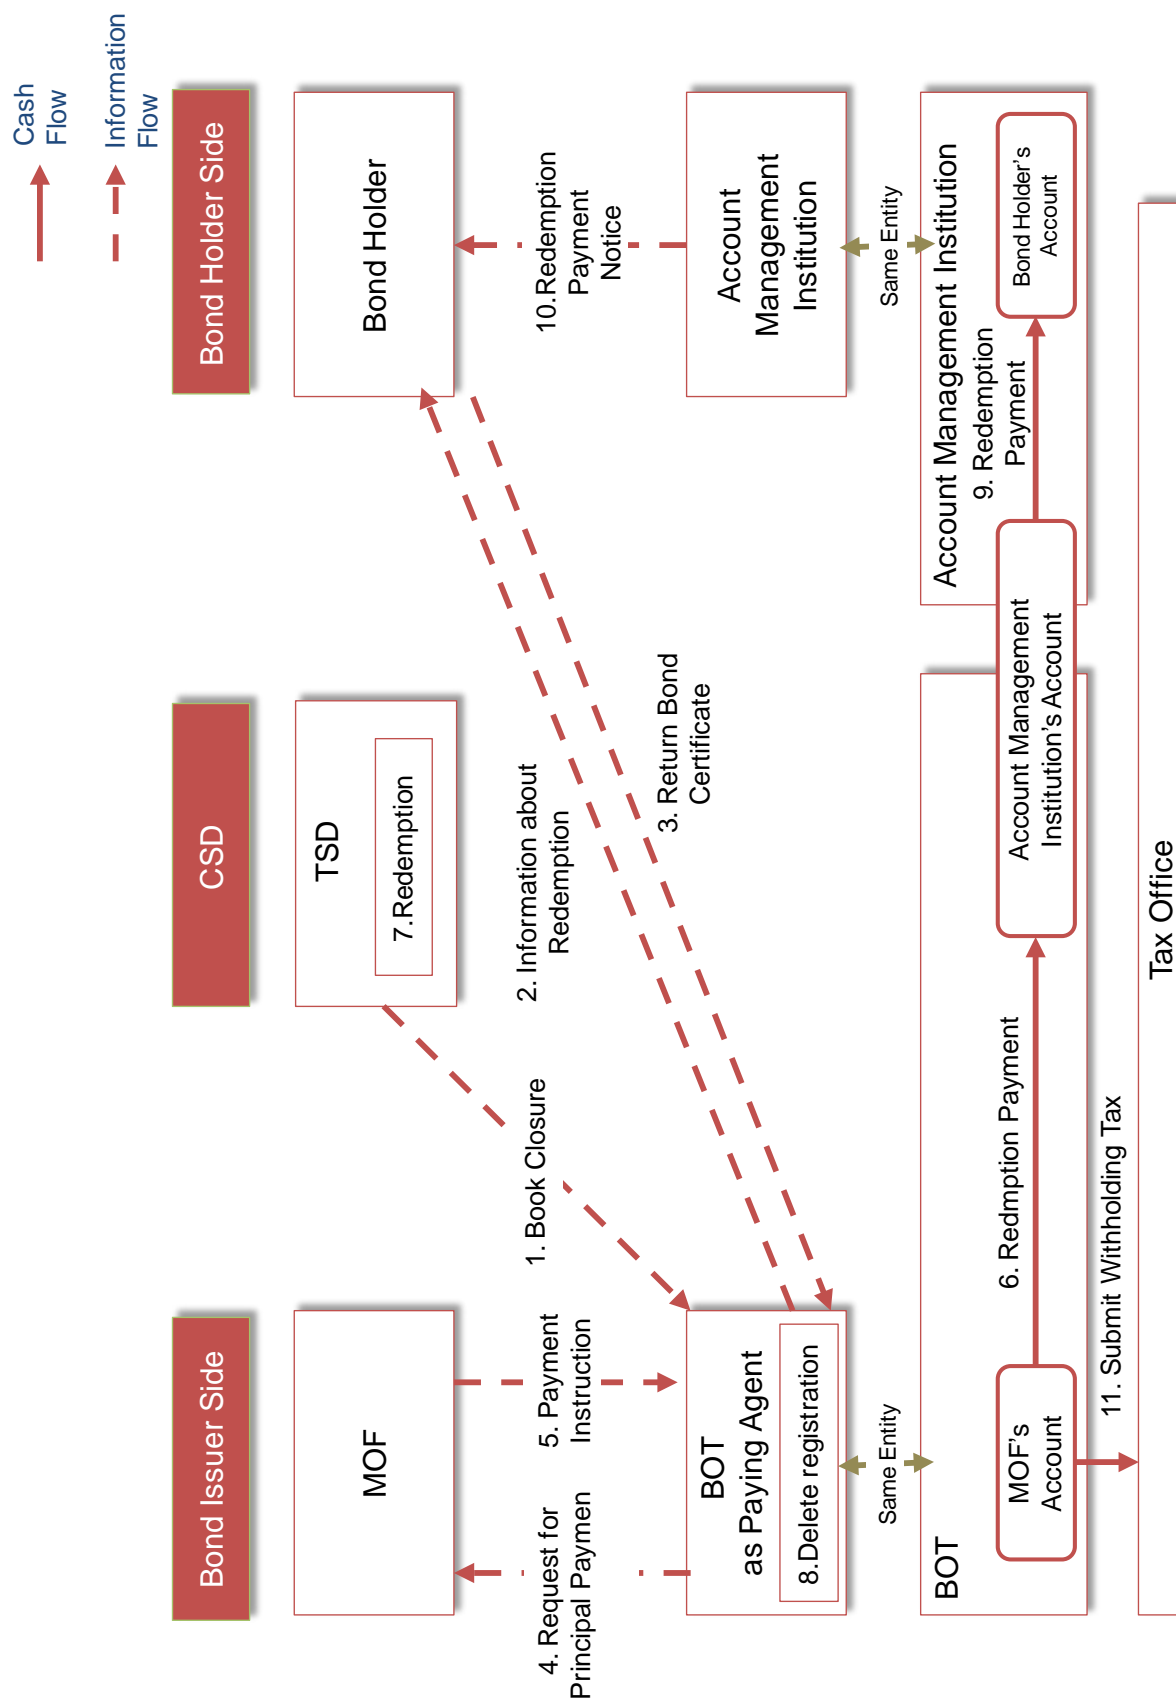 Cash
Flow
Information
Flow
Bond Issuer Side
CSD
Bond Holder Side
MOF
TSD
7.Redemption
Bond Holder
4. Request for
Principal Paymen
5. Payment
Instruction
1. Book Closure
2. Information about
Redemption
3. Return Bond
Certificate
10.Redemption
Payment
Notice
BOT
as Paying Agent
8.Delete registration
Account
Management
Institution
Same Entity
Same Entity
BOT
MOF's
Account
6. Redmption Payment
Account Management
Institution's Account
Account Management Institution
9. Redemption
Payment
Bond Holder's
Account
11. Submit Withholding Tax
Tax Office